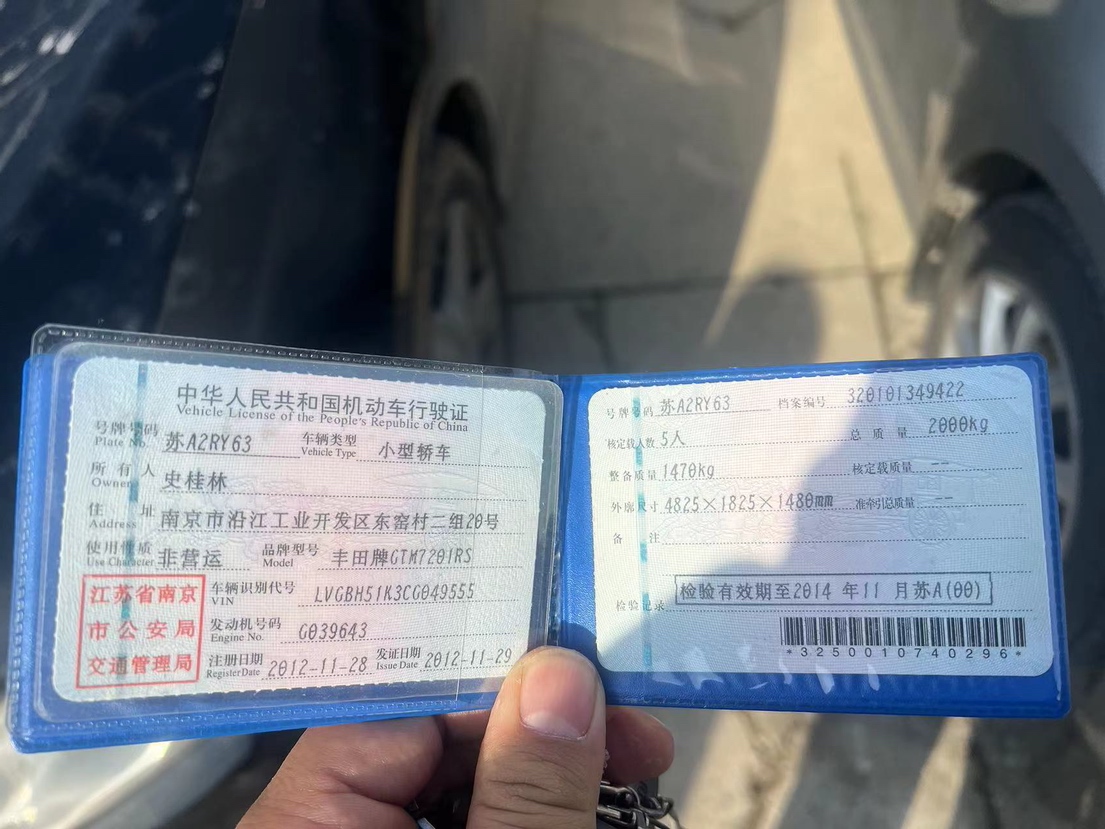 中华人民共和国机动车行驶证
Vehicle License of the People's Republic of China
号牌号码 苏A2RY63 车辆类型 小型轿车
Plate No. Vehicle Type
所有人 史桂林
Owner
住址 南京市沿江工业开发区东窑村二组20号
Address
使用性质 非营运 品牌型号 丰田牌GTM7201RS
Use Character Model
江苏省南京
市公安局
交通管理局
车辆识别代号 LVGBH51K3CG049555
VIN
发动机号码 G039643
Engine No.
注册日期 2012-11-28 发证日期 2012-11-29
Register Date Issue Date
号牌号码 苏A2RY63 档案编号 320101349422
核定载人数 5人 总质量 2000kg
整备质量 1470kg 核定载质量 --
外廓尺寸 4825×1825×1480 准牵引总质量 --
备注
检验记录 检验有效期至2014年11月苏A(00)
*3250010740296*